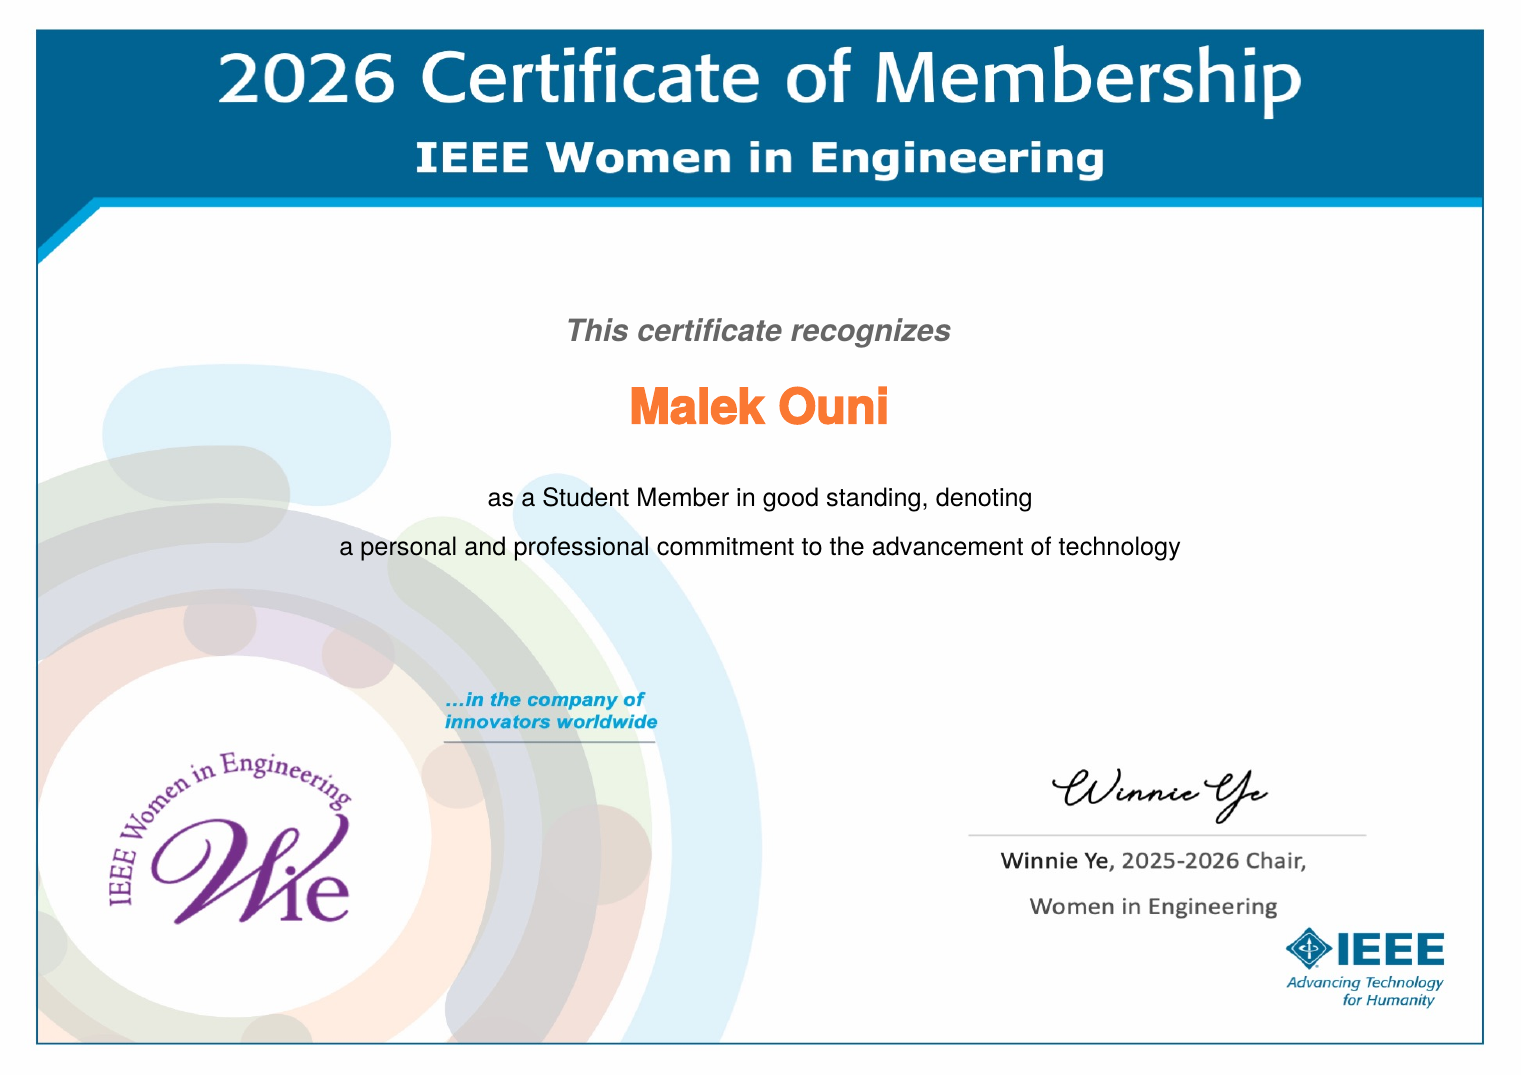 2026 Certificate of Membership
IEEE Women in Engineering
This certificate recognizes
Malek Ouni
as a Student Member in good standing, denoting
a personal and professional commitment to the advancement of technology
...in the company of
innovators worldwide
IEEE Women in Engineering
Wie
Winnie Ye
Winnie Ye, 2025-2026 Chair,
Women in Engineering
IEEE
Advancing Technology
for Humanity